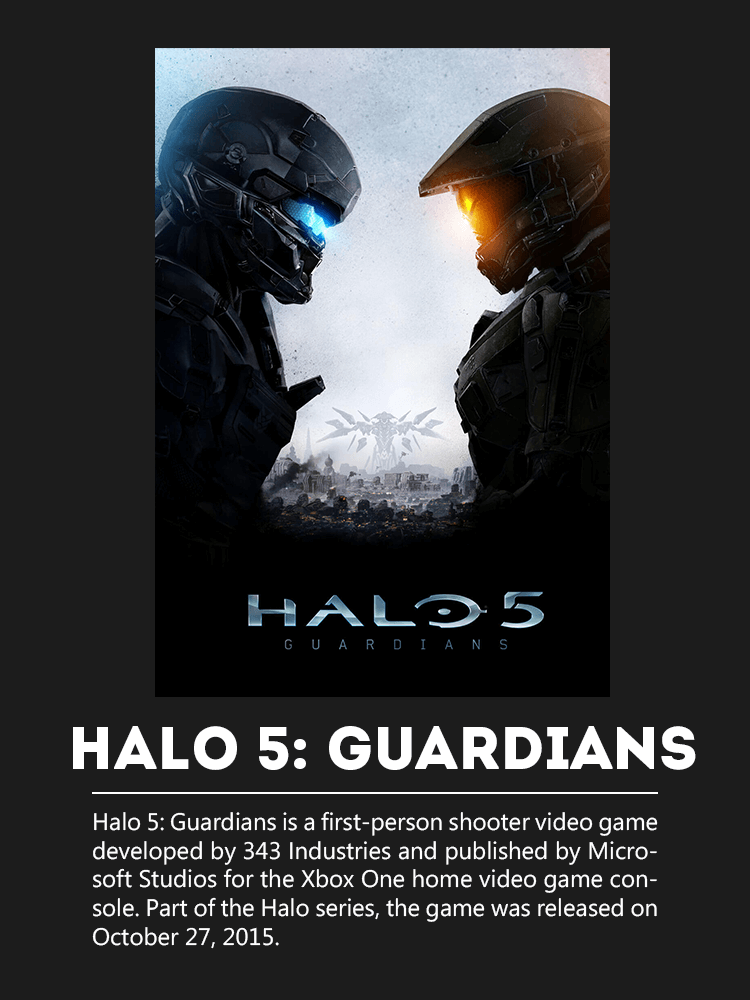 HALO 5
GUARDIANS
HALO 5: GUARDIANS
Halo 5: Guardians is a first-person shooter video game
developed by 343 Industries and published by Micro-
soft Studios for the Xbox One home video game con-
sole. Part of the Halo series, the game was released on
October 27, 2015.